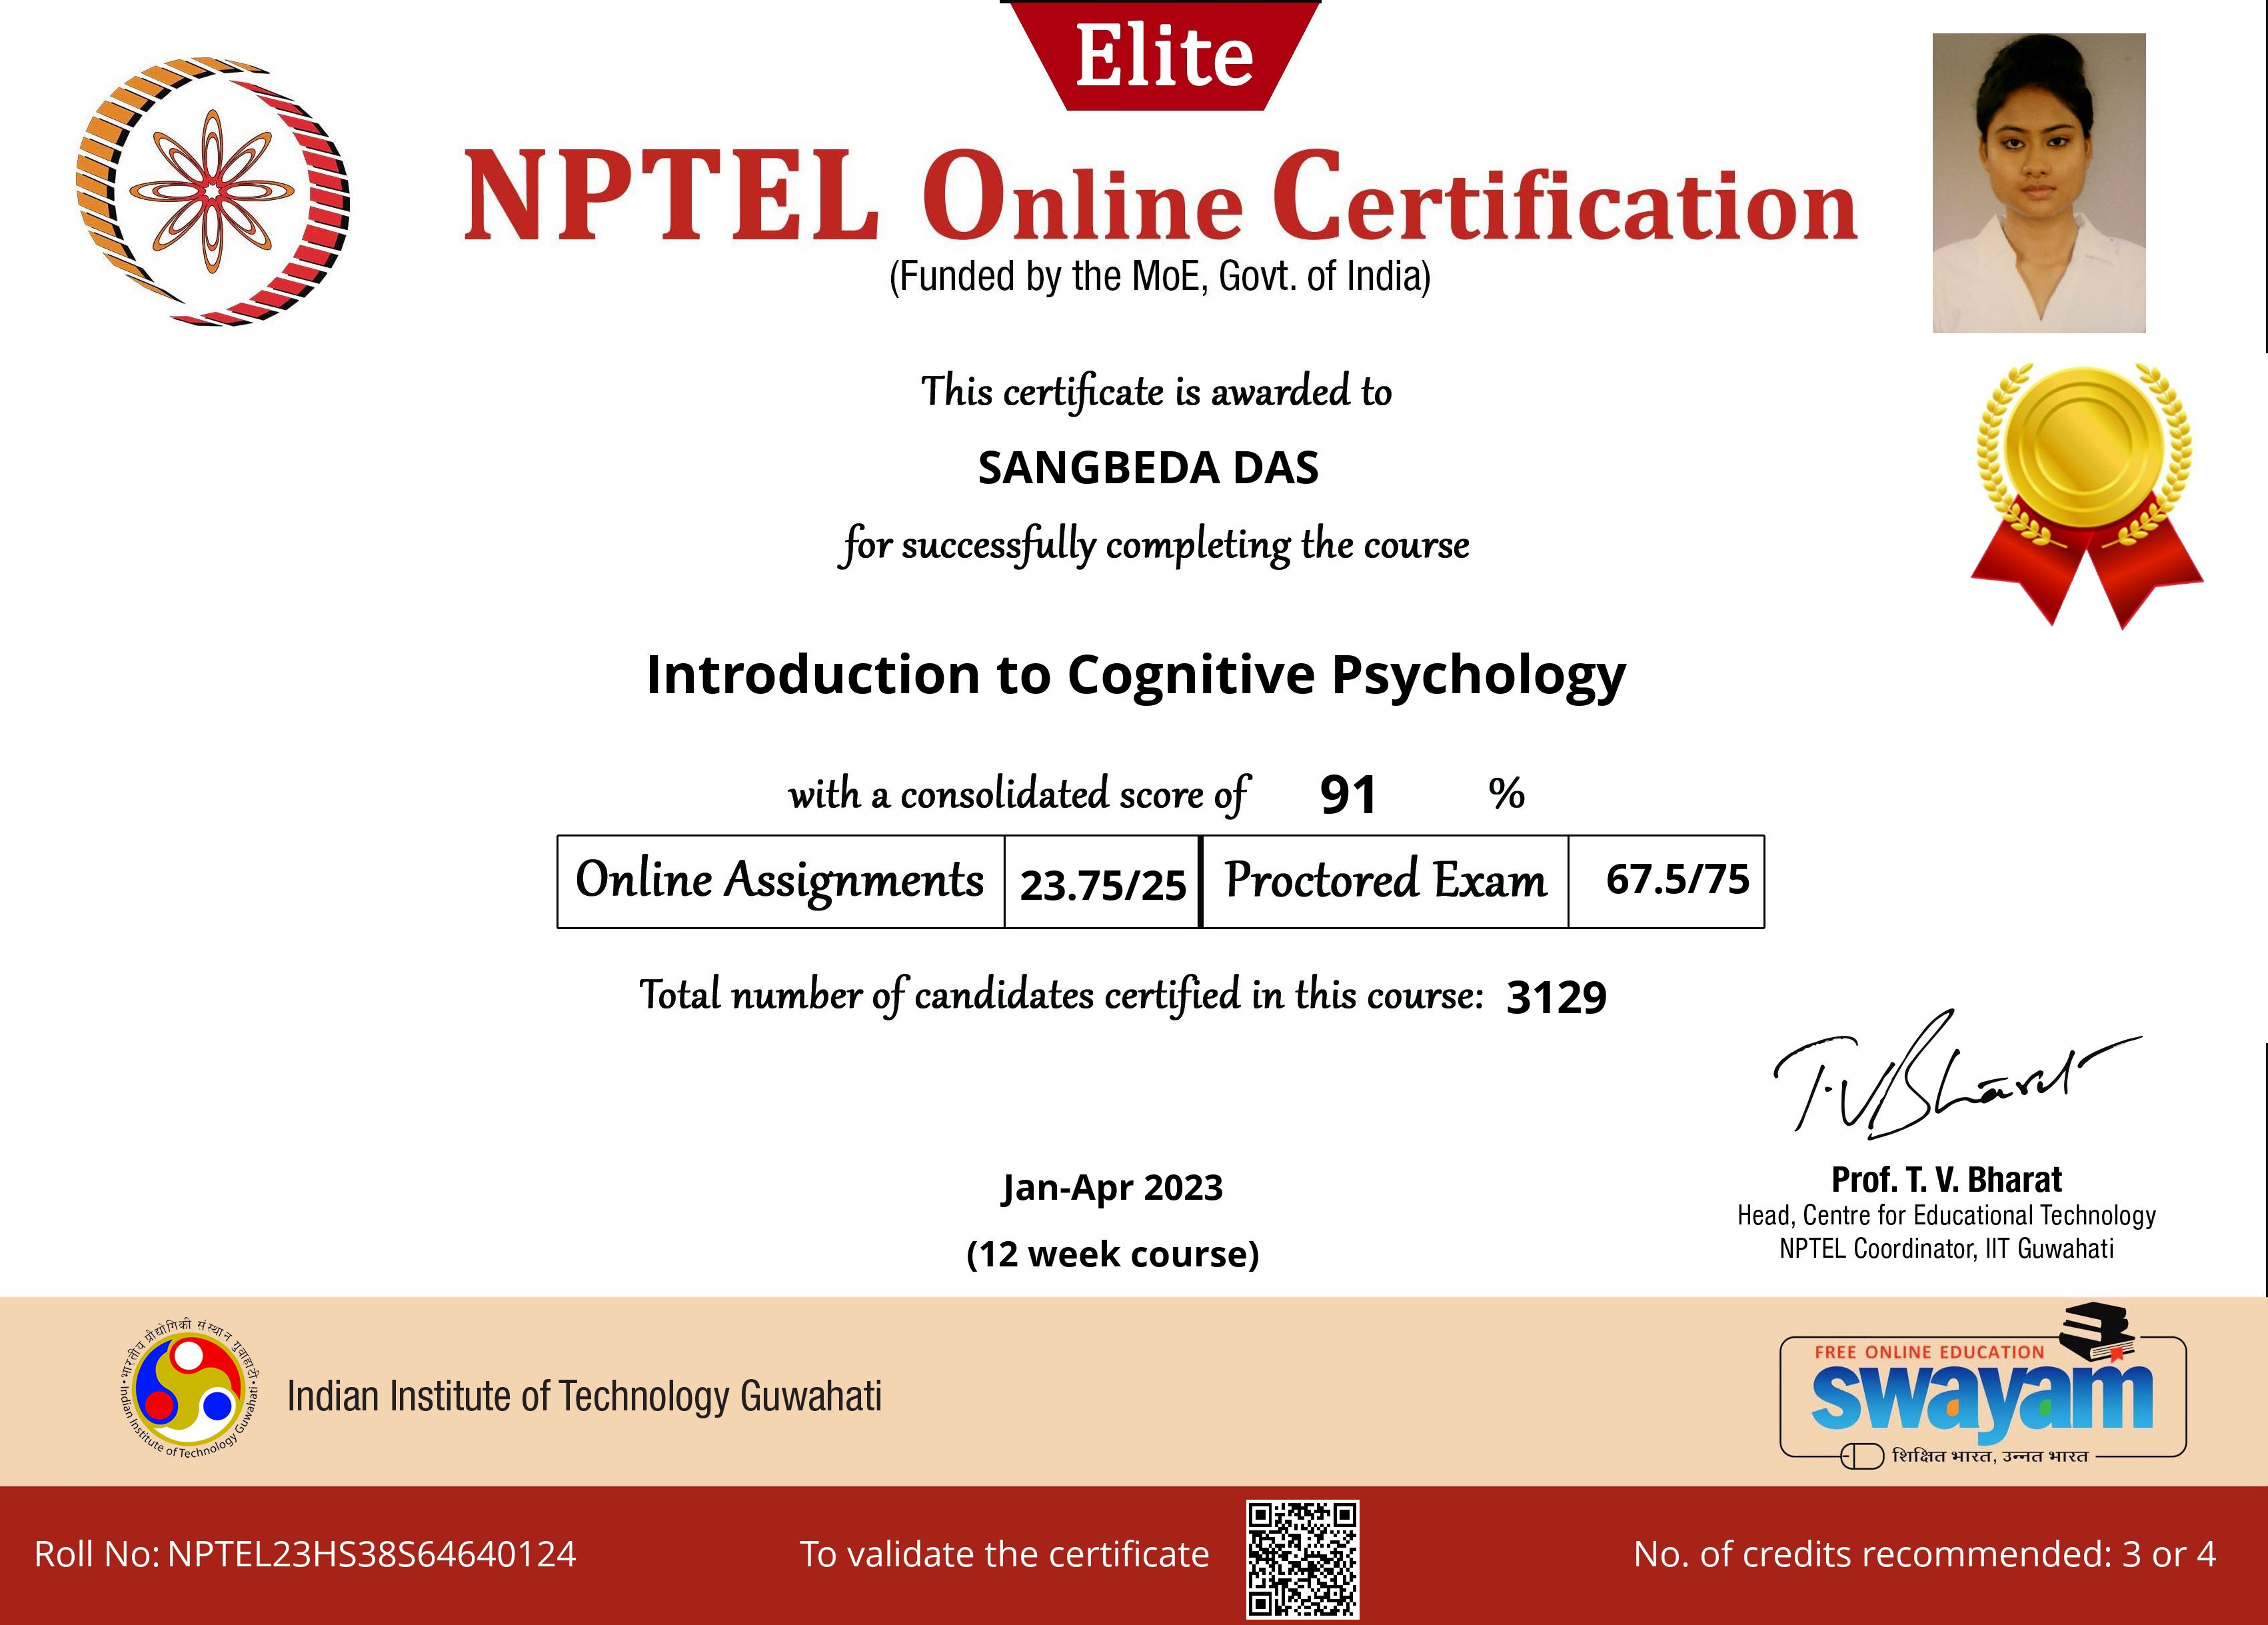 Elite
NPTEL Online Certification
(Funded by the MoE, Govt. of India)
This certificate is awarded to
SANGBEDA DAS
for successfully completing the course
Introduction to Cognitive Psychology
with a consolidated score of 91 %
Online Assignments 23.75/25 Proctored Exam 67.5/75
Total number of candidates certified in this course: 3129
T.V.Bharat
Prof. T. V. Bharat
Head, Centre for Educational Technology
NPTEL Coordinator, IIT Guwahati
Jan-Apr 2023
(12 week course)
भारतीय प्रौद्योगिकी संस्थान गुवाहाटी
Indian Institute of Technology Guwahati
Indian Institute of Technology Guwahati
FREE ONLINE EDUCATION
swayam
शिक्षित भारत, उन्नत भारत
Roll No: NPTEL23HS38S64640124
To validate the certificate
No. of credits recommended: 3 or 4